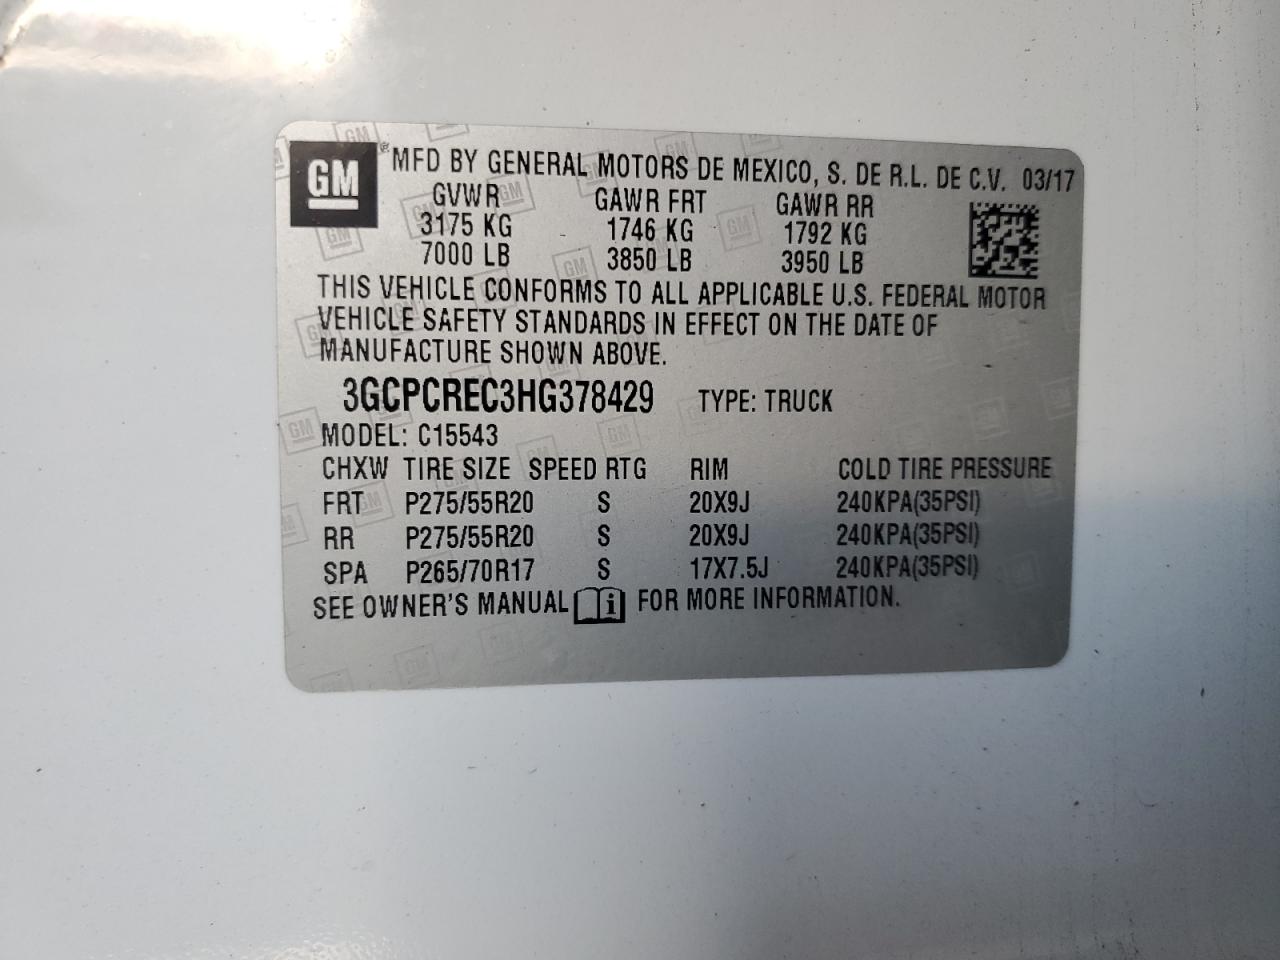 GM ® MFD BY GENERAL MOTORS DE MEXICO, S. DE R.L. DE C.V. 03/17
GVWR GAWR FRT GAWR RR
3175 KG 1746 KG 1792 KG
7000 LB 3850 LB 3950 LB
THIS VEHICLE CONFORMS TO ALL APPLICABLE U.S. FEDERAL MOTOR
VEHICLE SAFETY STANDARDS IN EFFECT ON THE DATE OF
MANUFACTURE SHOWN ABOVE.
3GCPCREC3HG378429 TYPE: TRUCK
MODEL: C15543
CHXW TIRE SIZE SPEED RTG RIM COLD TIRE PRESSURE
FRT P275/55R20 S 20X9J 240KPA(35PSI)
RR P275/55R20 S 20X9J 240KPA(35PSI)
SPA P265/70R17 S 17X7.5J 240KPA(35PSI)
SEE OWNER'S MANUAL i FOR MORE INFORMATION.